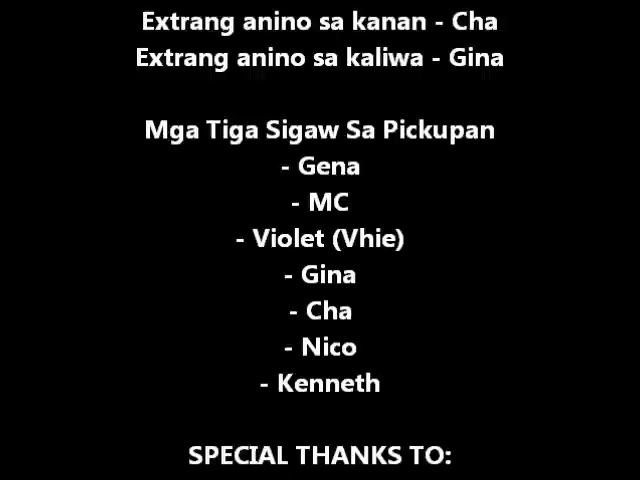 Extrang anino sa kanan - Cha
Extrang anino sa kaliwa - Gina
Mga Tiga Sigaw Sa Pickupan
- Gena
- MC
- Violet (Vhie)
- Gina
- Cha
- Nico
- Kenneth
SPECIAL THANKS TO: